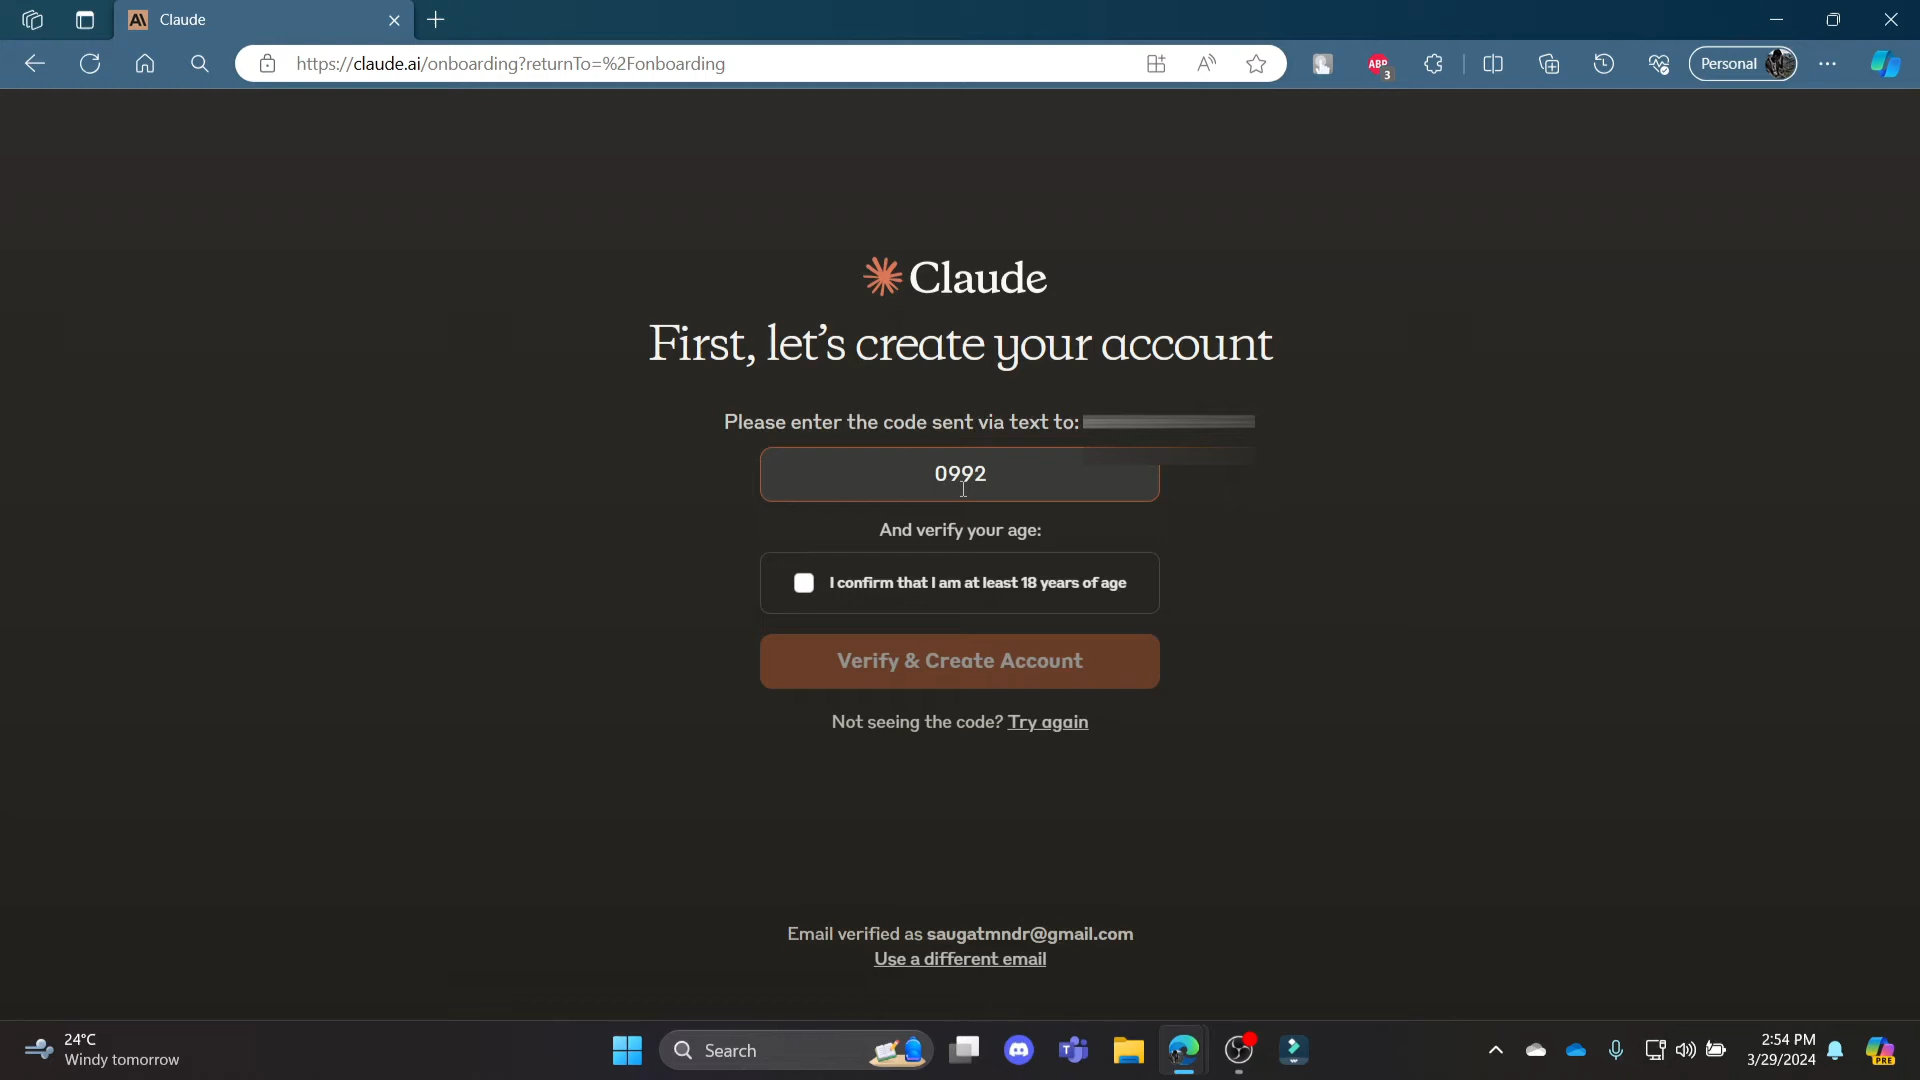 Claude
https://claude.ai/onboarding?returnTo=%2Fonboarding
ABP
3
Personal
Claude
First, let's create your account
Please enter the code sent via text to:
0992
And verify your age:
I confirm that I am at least 18 years of age
Verify & Create Account
Not seeing the code? Try again
Email verified as saugatmndr@gmail.com
Use a different email
24°C
Windy tomorrow
Search
2:54 PM
3/29/2024
PRE